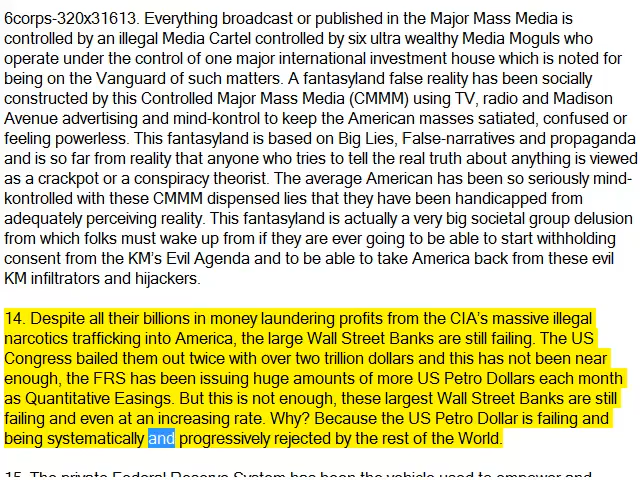 6corps-320x31613. Everything broadcast or published in the Major Mass Media is
controlled by an illegal Media Cartel controlled by six ultra wealthy Media Moguls who
operate under the control of one major international investment house which is noted for
being on the Vanguard of such matters. A fantasyland false reality has been socially
constructed by this Controlled Major Mass Media (CMMM) using TV, radio and Madison
Avenue advertising and mind-kontrol to keep the American masses satiated, confused or
feeling powerless. This fantasyland is based on Big Lies, False-narratives and propaganda
and is so far from reality that anyone who tries to tell the real truth about anything is viewed
as a crackpot or a conspiracy theorist. The average American has been so seriously mind-
kontrolled with these CMMM dispensed lies that they have been handicapped from
adequately perceiving reality. This fantasyland is actually a very big societal group delusion
from which folks must wake up from if they are ever going to be able to start withholding
consent from the KM's Evil Agenda and to be able to take America back from these evil
KM infiltrators and hijackers.
14. Despite all their billions in money laundering profits from the CIA's massive illegal
narcotics trafficking into America, the large Wall Street Banks are still failing. The US
Congress bailed them out twice with over two trillion dollars and this has not been near
enough, the FRS has been issuing huge amounts of more US Petro Dollars each month
as Quantitative Easings. But this is not enough, these largest Wall Street Banks are still
failing and even at an increasing rate. Why? Because the US Petro Dollar is failing and
being systematically and progressively rejected by the rest of the World.
15. The private Federal Reserve System has been the vehicle used to empower and